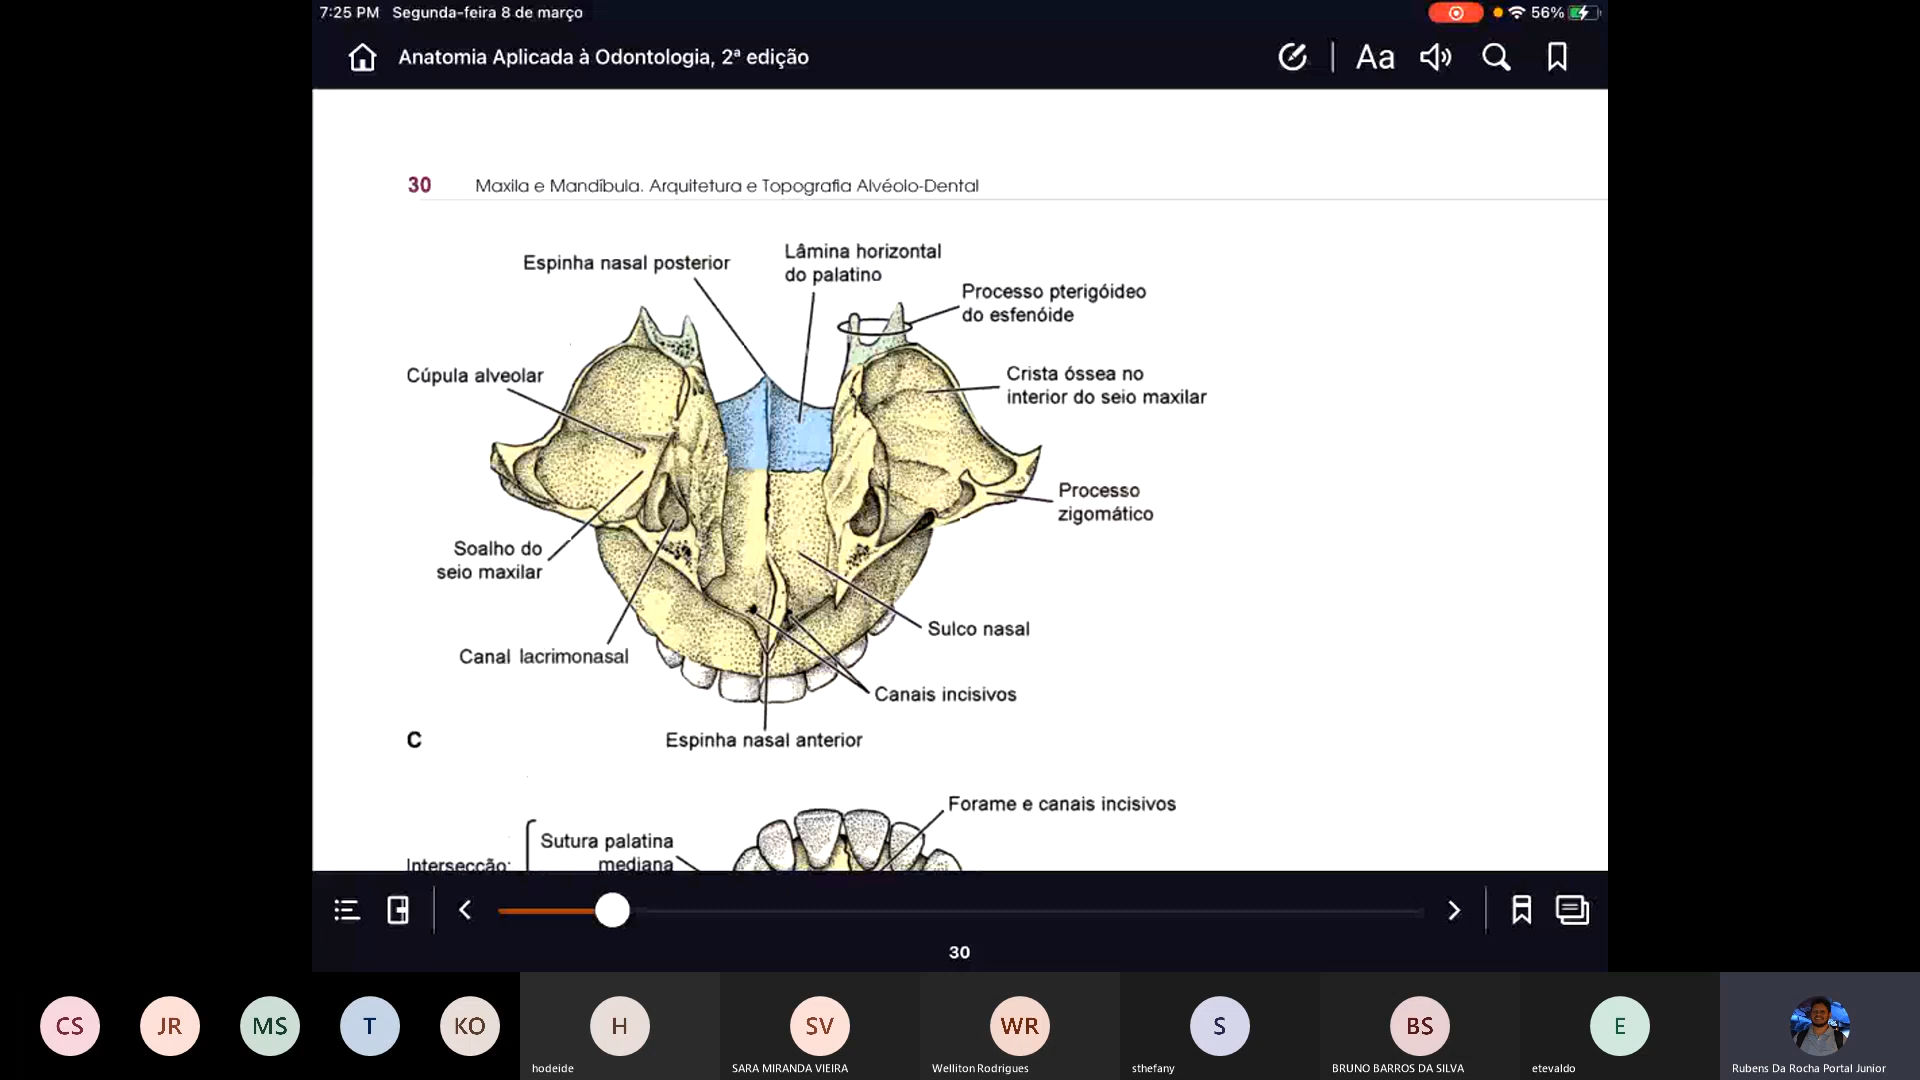 7:25 PM Segunda-feira 8 de março
56%
Anatomia Aplicada à Odontologia, 2ª edição
Aa
30 Maxila e Mandíbula. Arquitetura e Topografia Alvéolo-Dental
Espinha nasal posterior
Lâmina horizontal
do palatino
Processo pterigóideo
do esfenóide
Cúpula alveolar
Crista óssea no
interior do seio maxilar
Processo
zigomático
Soalho do
seio maxilar
Sulco nasal
Canal lacrimonasal
Canais incisivos
Espinha nasal anterior
C
Forame e canais incisivos
Sutura palatina
mediana
Intersecção:
30
CS
JR
MS
T
KO
H
SV
WR
S
BS
E
hodeide
SARA MIRANDA VIEIRA
Welliton Rodrigues
sthefany
BRUNO BARROS DA SILVA
etevaldo
Rubens Da Rocha Portal Junior